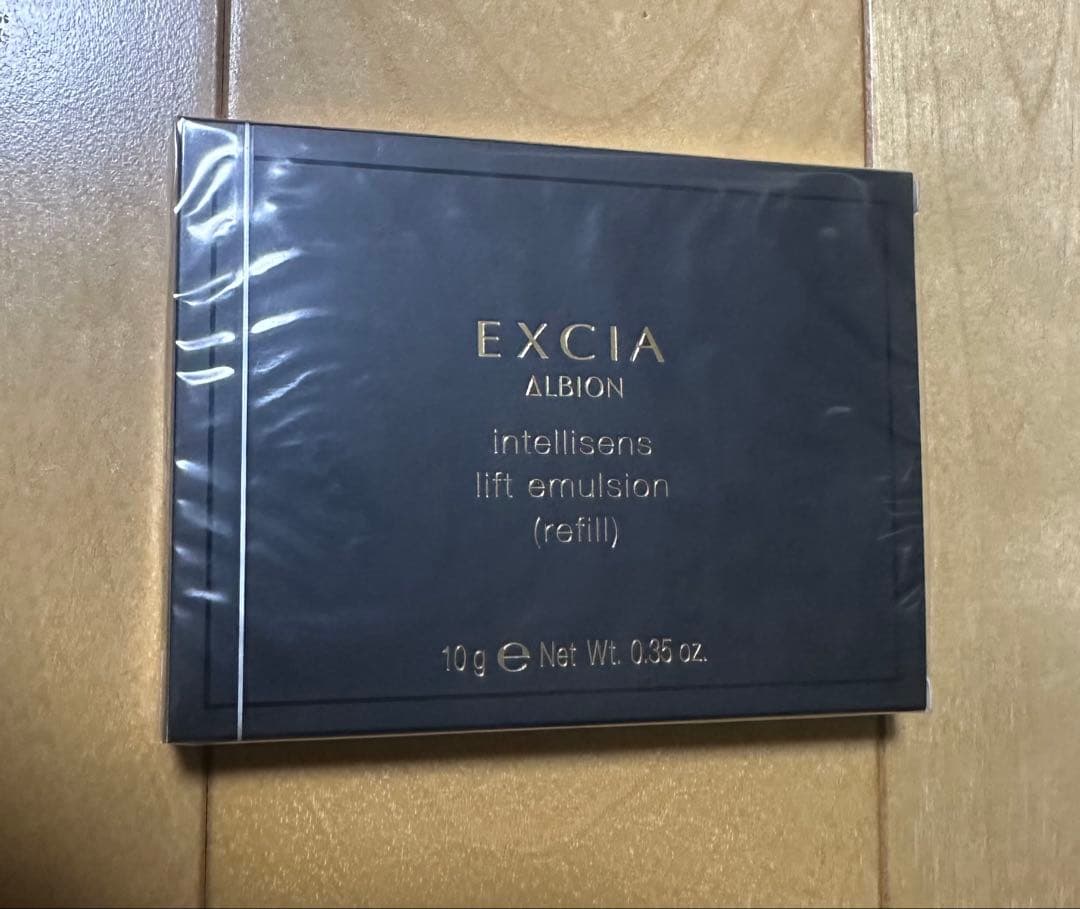 EXCIA
ALBION
intellisens
lift emulsion
(refill)
10 g ℮ Net Wt. 0.35 oz.